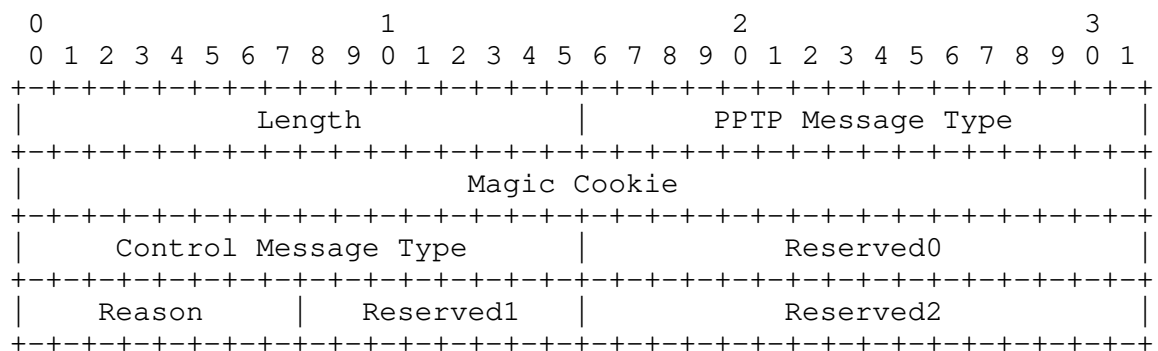 0                   1                   2                   3
 0 1 2 3 4 5 6 7 8 9 0 1 2 3 4 5 6 7 8 9 0 1 2 3 4 5 6 7 8 9 0 1
+-+-+-+-+-+-+-+-+-+-+-+-+-+-+-+-+-+-+-+-+-+-+-+-+-+-+-+-+-+-+-+-+
|             Length            |       PPTP Message Type       |
+-+-+-+-+-+-+-+-+-+-+-+-+-+-+-+-+-+-+-+-+-+-+-+-+-+-+-+-+-+-+-+-+
|                         Magic Cookie                          |
+-+-+-+-+-+-+-+-+-+-+-+-+-+-+-+-+-+-+-+-+-+-+-+-+-+-+-+-+-+-+-+-+
|     Control Message Type      |           Reserved0           |
+-+-+-+-+-+-+-+-+-+-+-+-+-+-+-+-+-+-+-+-+-+-+-+-+-+-+-+-+-+-+-+-+
|    Reason     |   Reserved1   |           Reserved2           |
+-+-+-+-+-+-+-+-+-+-+-+-+-+-+-+-+-+-+-+-+-+-+-+-+-+-+-+-+-+-+-+-+